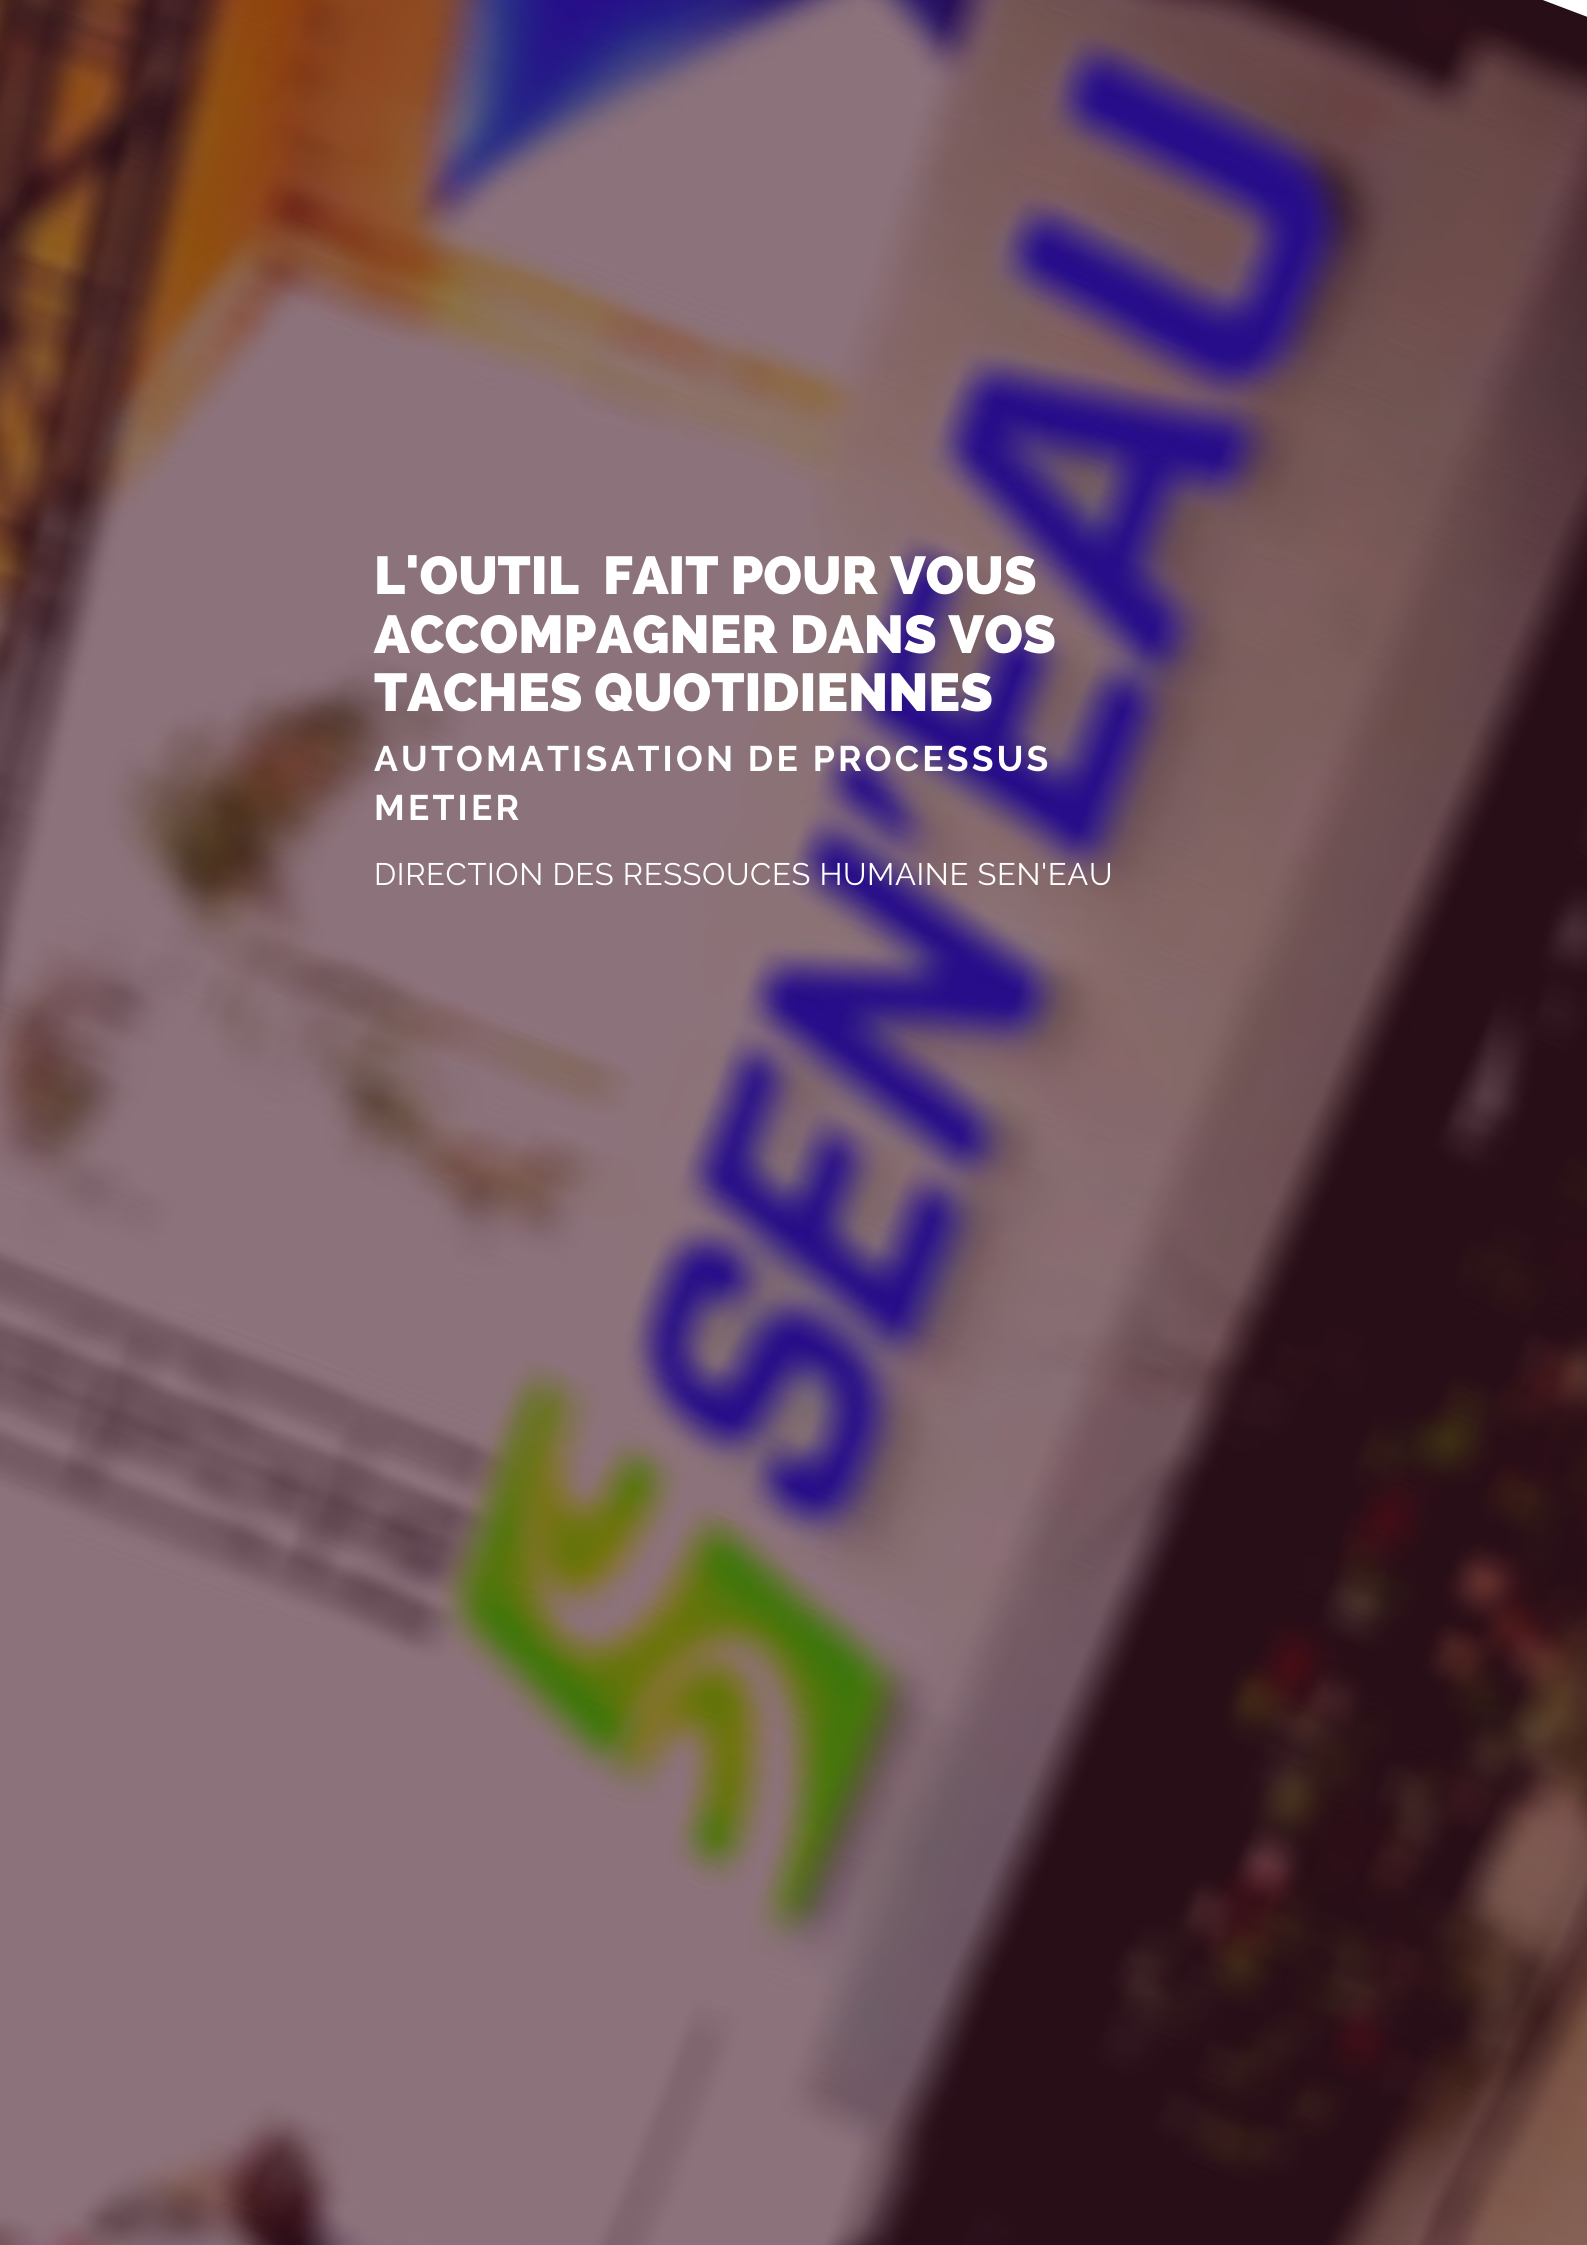 L'OUTIL  FAIT POUR VOUS
ACCOMPAGNER DANS VOS
TACHES QUOTIDIENNES
AUTOMATISATION DE PROCESSUS
METIER
DIRECTION DES RESSOUCES HUMAINE SEN'EAU
SEN'EAU